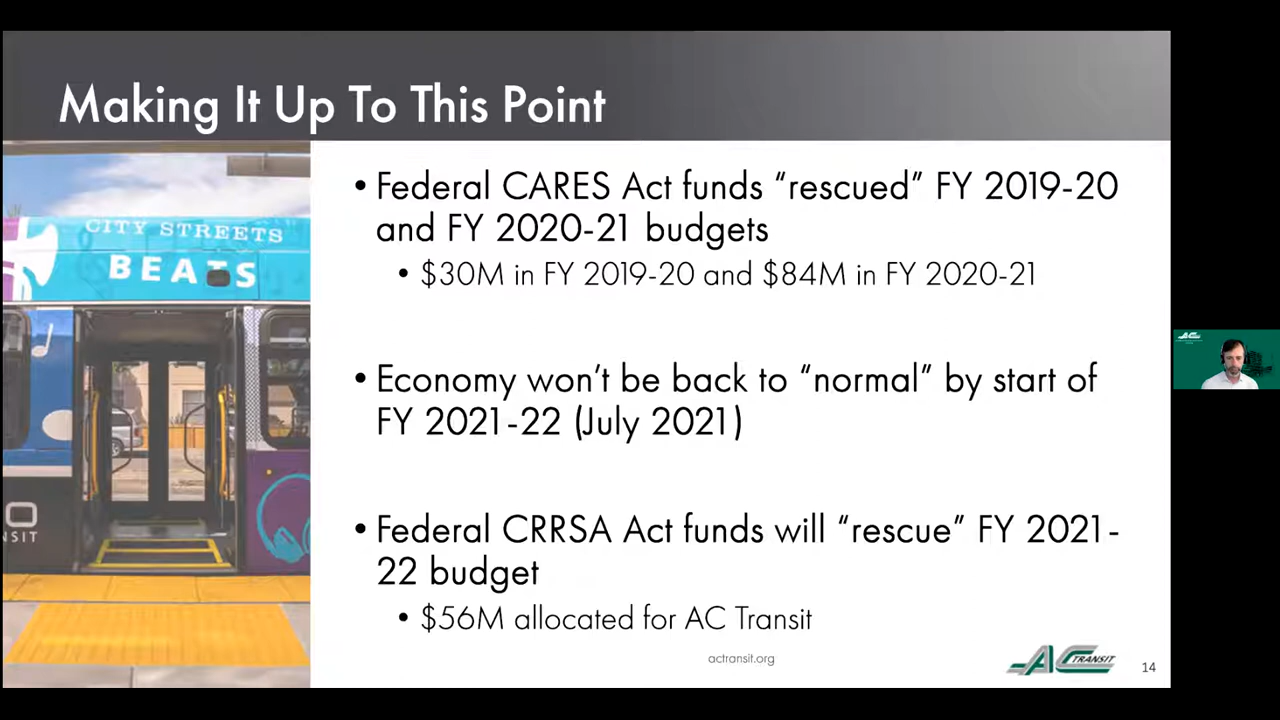 Making It Up To This Point
• Federal CARES Act funds “rescued” FY 2019-20
and FY 2020-21 budgets
• $30M in FY 2019-20 and $84M in FY 2020-21
• Economy won’t be back to “normal” by start of
FY 2021-22 (July 2021)
• Federal CRRSA Act funds will “rescue” FY 2021-
22 budget
• $56M allocated for AC Transit
CITY STREETS
BEATS
actransit.org
AC TRANSIT
14